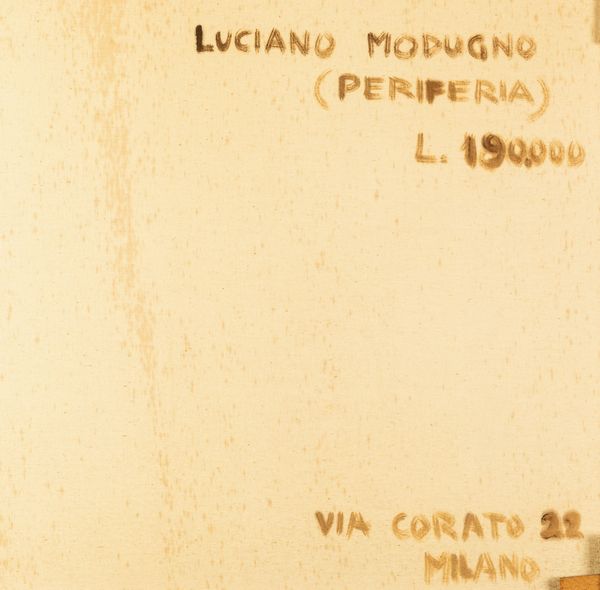 LUCIANO MODUGNO
(PERIFERIA)
L. 190.000
VIA CORATO 22
MILANO